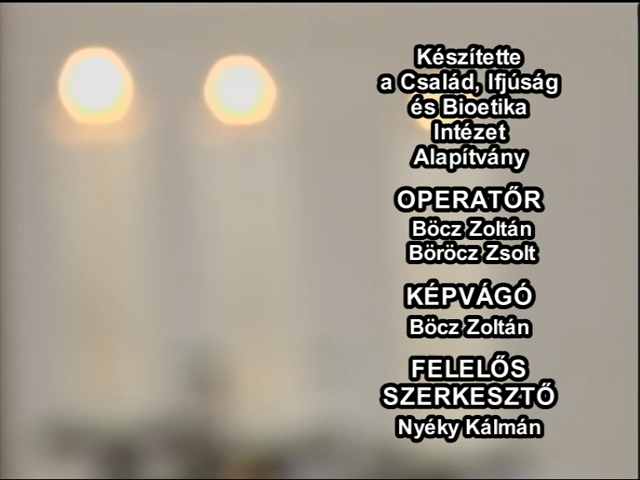 Készítette
a Család, Ifjúság
és Bioetika
Intézet
Alapítvány
OPERATŐR
Böcz Zoltán
Böröcz Zsolt
KÉPVÁGÓ
Böcz Zoltán
FELELŐS
SZERKESZTŐ
Nyéky Kálmán